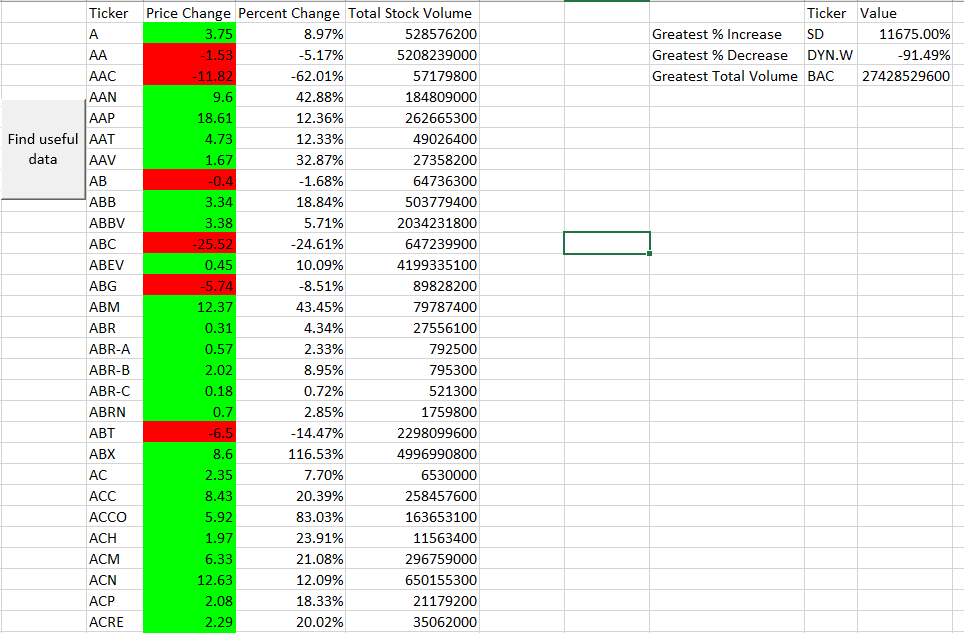 Ticker Price Change Percent Change Total Stock Volume Ticker Value
A 3.75 8.97% 528576200 Greatest % Increase SD 11675.00%
AA -1.53 -5.17% 5208239000 Greatest % Decrease DYN.W -91.49%
AAC -11.82 -62.01% 57179800 Greatest Total Volume BAC 27428529600
AAN 9.6 42.88% 184809000
AAP 18.61 12.36% 262665300
Find useful
data
AAT 4.73 12.33% 49026400
AAV 1.67 32.87% 27358200
AB -0.4 -1.68% 64736300
ABB 3.34 18.84% 503779400
ABBV 3.38 5.71% 2034231800
ABC -25.52 -24.61% 647239900
ABEV 0.45 10.09% 4199335100
ABG -5.74 -8.51% 89828200
ABM 12.37 43.45% 79787400
ABR 0.31 4.34% 27556100
ABR-A 0.57 2.33% 792500
ABR-B 2.02 8.95% 795300
ABR-C 0.18 0.72% 521300
ABRN 0.7 2.85% 1759800
ABT -6.5 -14.47% 2298099600
ABX 8.6 116.53% 4996990800
AC 2.35 7.70% 6530000
ACC 8.43 20.39% 258457600
ACCO 5.92 83.03% 163653100
ACH 1.97 23.91% 11563400
ACM 6.33 21.08% 296759000
ACN 12.63 12.09% 650155300
ACP 2.08 18.33% 21179200
ACRE 2.29 20.02% 35062000